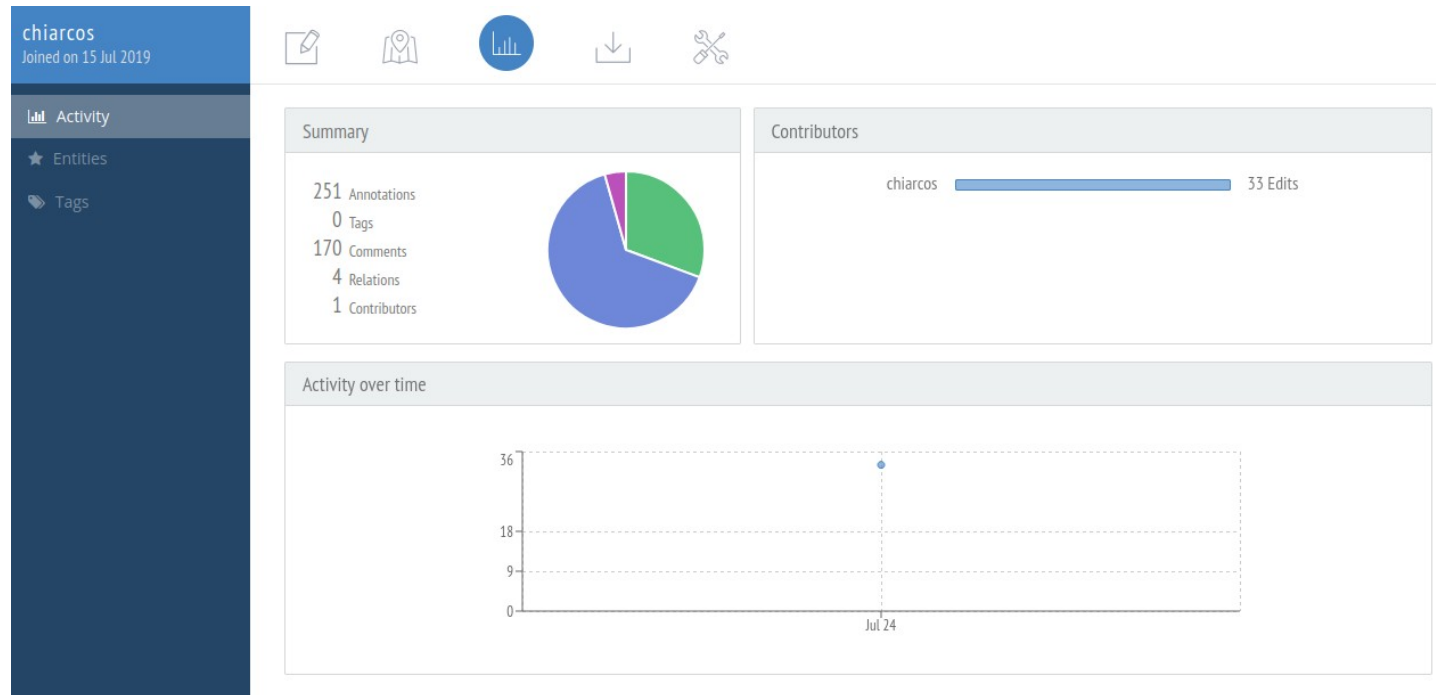 chiarcos
Joined on 15 Jul 2019
Activity
Entities
Tags
Summary
251 Annotations
0 Tags
170 Comments
4 Relations
1 Contributors
Contributors
chiarcos 33 Edits
Activity over time
36
18
9
0
Jul 24